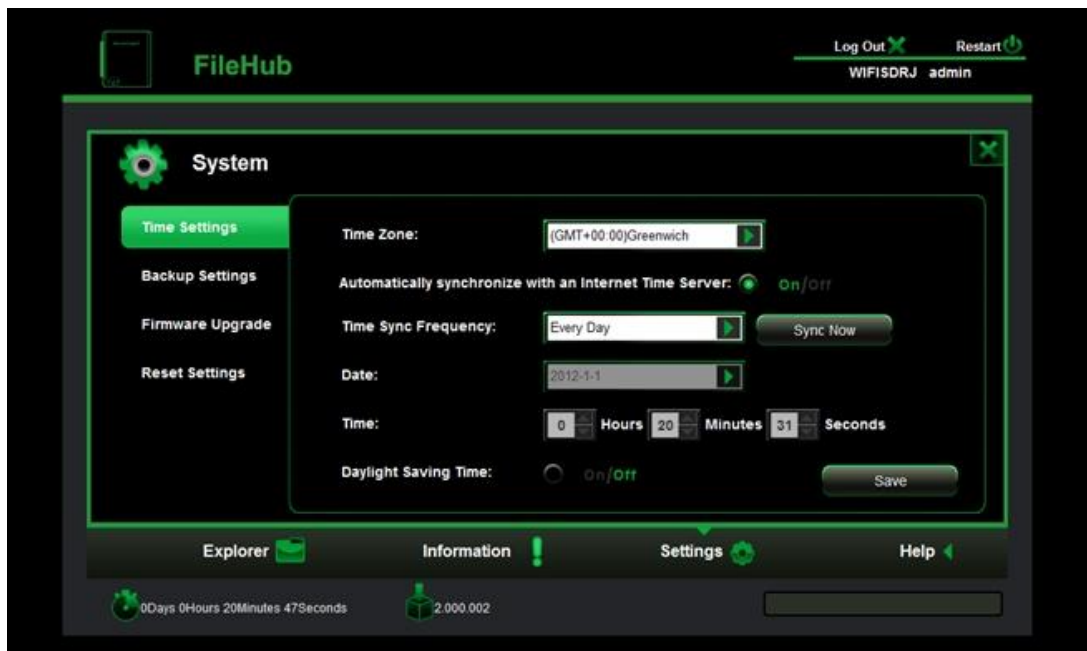 FileHub
Log Out Restart
WIFISDRJ admin
System
Time Settings
Backup Settings
Firmware Upgrade
Reset Settings
Time Zone: (GMT+00:00)Greenwich
Automatically synchronize with an Internet Time Server: On/Off
Time Sync Frequency: Every Day Sync Now
Date: 2012-1-1
Time: 0 Hours 20 Minutes 31 Seconds
Daylight Saving Time: On/Off
Save
Explorer Information Settings Help
0Days 0Hours 20Minutes 47Seconds 2.000.002